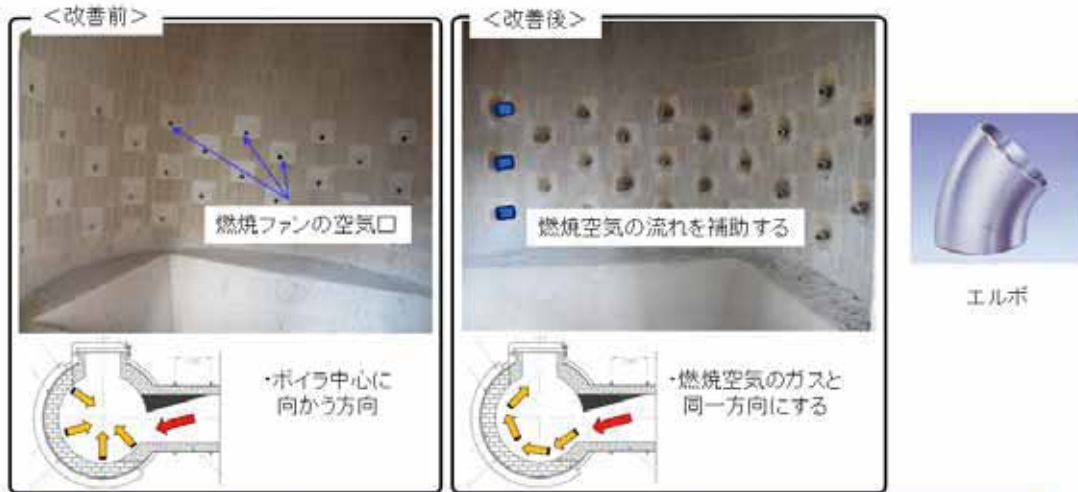 <改善前>
燃焼ファンの空気口
・ボイラ中心に
向かう方向
<改善後>
燃焼空気の流れを補助する
・燃焼空気のガスと
同一方向にする
エルボ